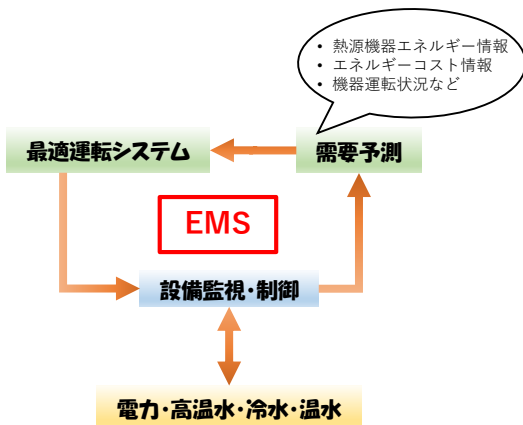 • 熱源機器エネルギー情報
• エネルギーコスト情報
• 機器運転状況など
最適運転システム
需要予測
EMS
設備監視・制御
電力・高温水・冷水・温水